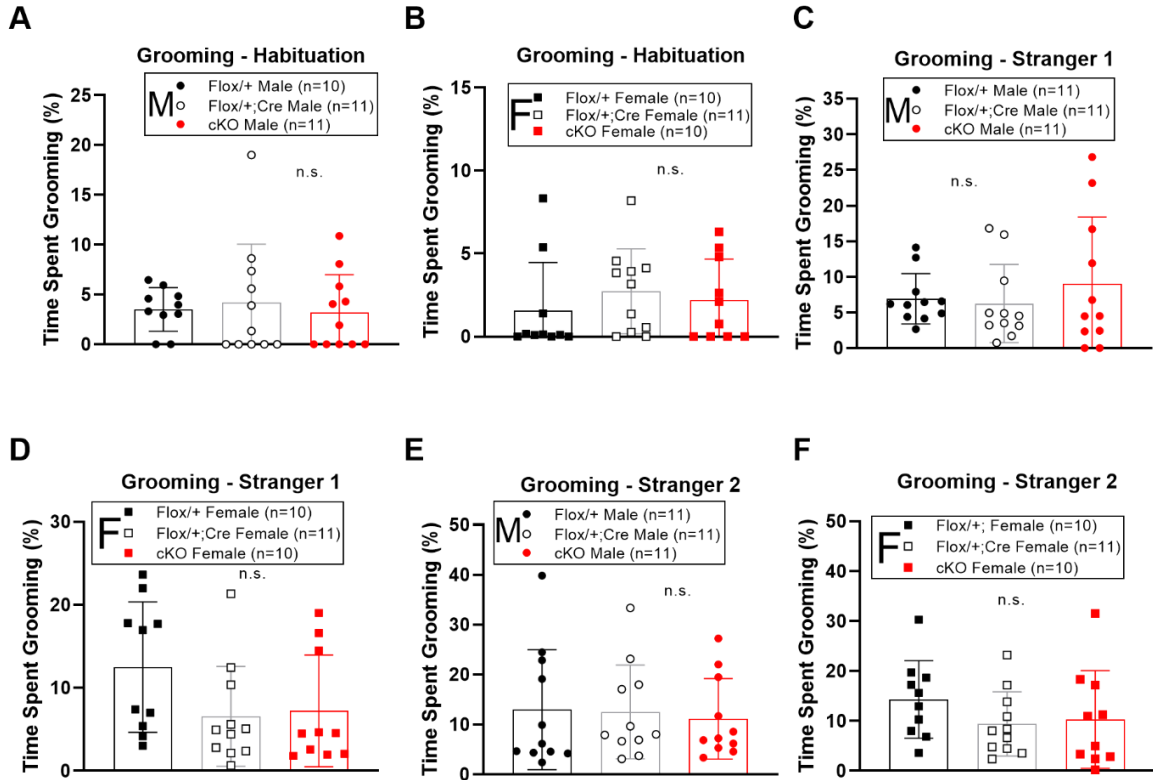 A
Grooming - Habituation
M
Flox/+ Male (n=10)
Flox/+;Cre Male (n=11)
cKO Male (n=11)
n.s.
Time Spent Grooming (%)
25
20
15
10
5
0
B
Grooming - Habituation
F
Flox/+ Female (n=10)
Flox/+;Cre Female (n=11)
cKO Female (n=10)
n.s.
Time Spent Grooming (%)
15
10
5
0
C
Grooming - Stranger 1
M
Flox/+ Male (n=11)
Flox/+;Cre Male (n=11)
cKO Male (n=11)
n.s.
Time Spent Grooming (%)
35
30
25
20
15
10
5
0
D
Grooming - Stranger 1
F
Flox/+ Female (n=10)
Flox/+;Cre Female (n=11)
cKO Female (n=10)
n.s.
Time Spent Grooming (%)
30
20
10
0
E
Grooming - Stranger 2
M
Flox/+ Male (n=11)
Flox/+;Cre Male (n=11)
cKO Male (n=11)
n.s.
Time Spent Grooming (%)
50
40
30
20
10
0
F
Grooming - Stranger 2
F
Flox/+; Female (n=10)
Flox/+;Cre Female (n=11)
cKO Female (n=10)
n.s.
Time Spent Grooming (%)
50
40
30
20
10
0